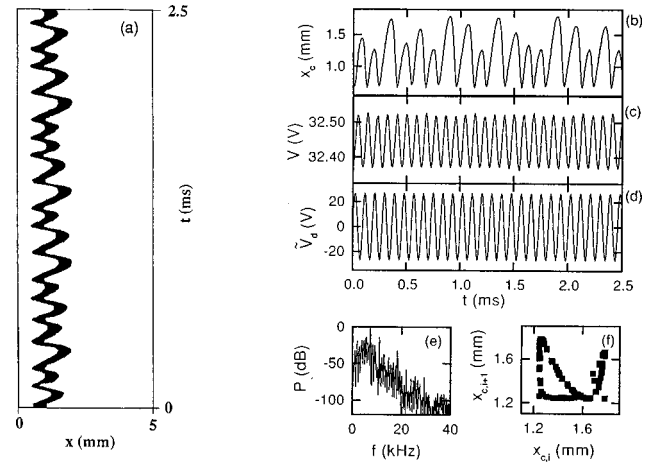 (a)
2.5
t (ms)
0
0
5
x (mm)
(b)
1.5
1.0
x_c (mm)
(c)
32.50
32.40
V (V)
(d)
20
0
-20
Ṽ_d (V)
0.0 0.5 1.0 1.5 2.0 2.5
t (ms)
(e)
0
-50
-100
P (dB)
0 20 40
f (kHz)
(f)
1.6
1.2
x_c,i+1 (mm)
1.2 1.6
x_c,i (mm)